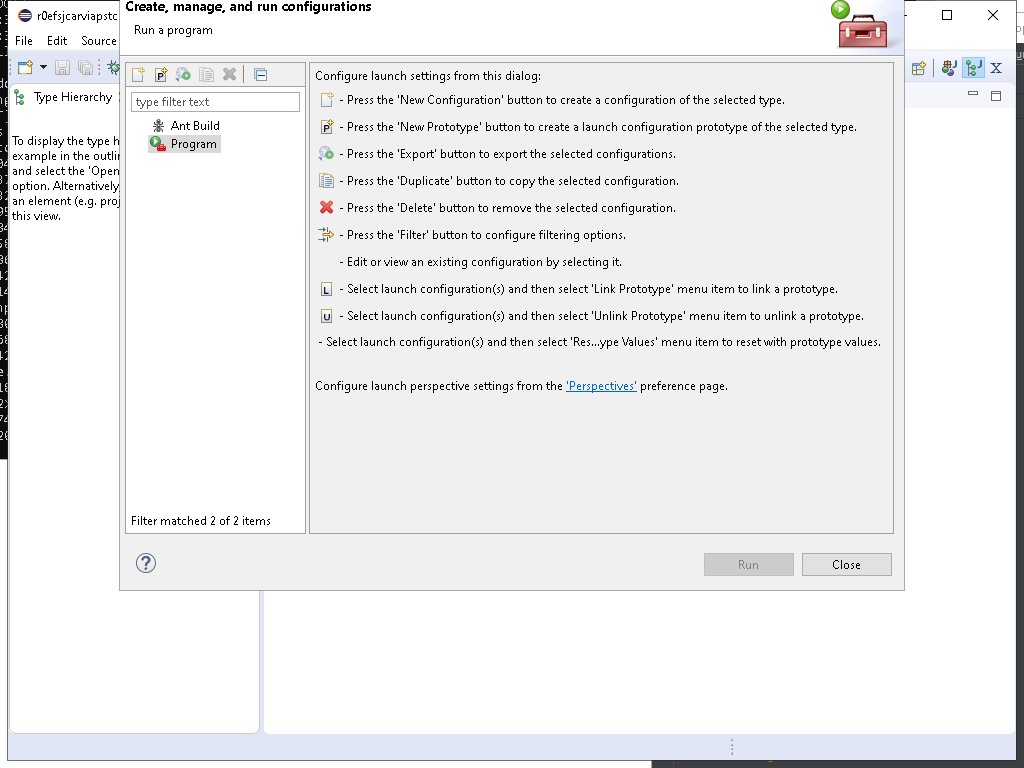 Create, manage, and run configurations
Run a program
r0efsjcarviapstc
File Edit Source
Type Hierarchy
To display the type h
example in the outli
and select the 'Open
option. Alternatively
an element (e.g. proj
this view.
type filter text
Ant Build
Program
Filter matched 2 of 2 items
Configure launch settings from this dialog:
- Press the 'New Configuration' button to create a configuration of the selected type.
P - Press the 'New Prototype' button to create a launch configuration prototype of the selected type.
- Press the 'Export' button to export the selected configurations.
- Press the 'Duplicate' button to copy the selected configuration.
- Press the 'Delete' button to remove the selected configuration.
- Press the 'Filter' button to configure filtering options.
- Edit or view an existing configuration by selecting it.
L - Select launch configuration(s) and then select 'Link Prototype' menu item to link a prototype.
U - Select launch configuration(s) and then select 'Unlink Prototype' menu item to unlink a prototype.
- Select launch configuration(s) and then select 'Res...ype Values' menu item to reset with prototype values.
Configure launch perspective settings from the 'Perspectives' preference page.
Run Close